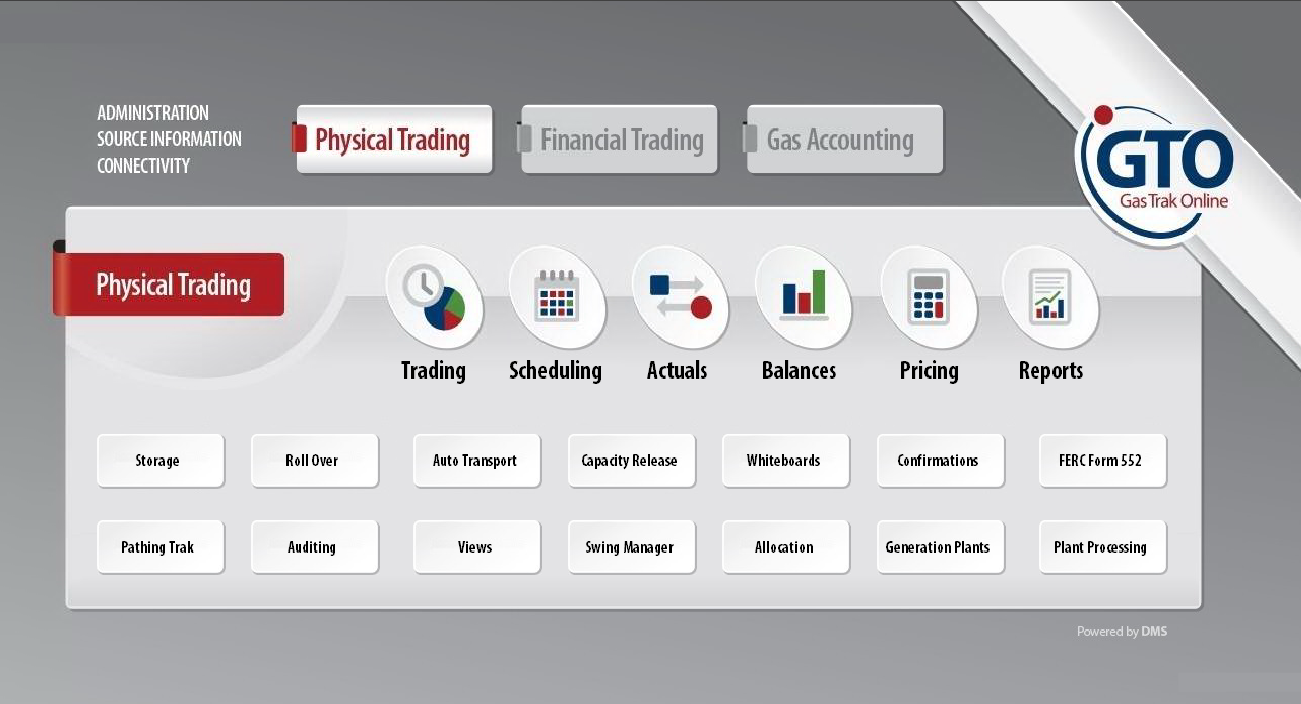 ADMINISTRATION
SOURCE INFORMATION
CONNECTIVITY
Physical Trading
Financial Trading
Gas Accounting
GTO
GasTrak Online
Physical Trading
Trading
Scheduling
Actuals
Balances
Pricing
Reports
Storage
Roll Over
Auto Transport
Capacity Release
Whiteboards
Confirmations
FERC Form 552
Pathing Trak
Auditing
Views
Swing Manager
Allocation
Generation Plants
Plant Processing
Powered by DMS